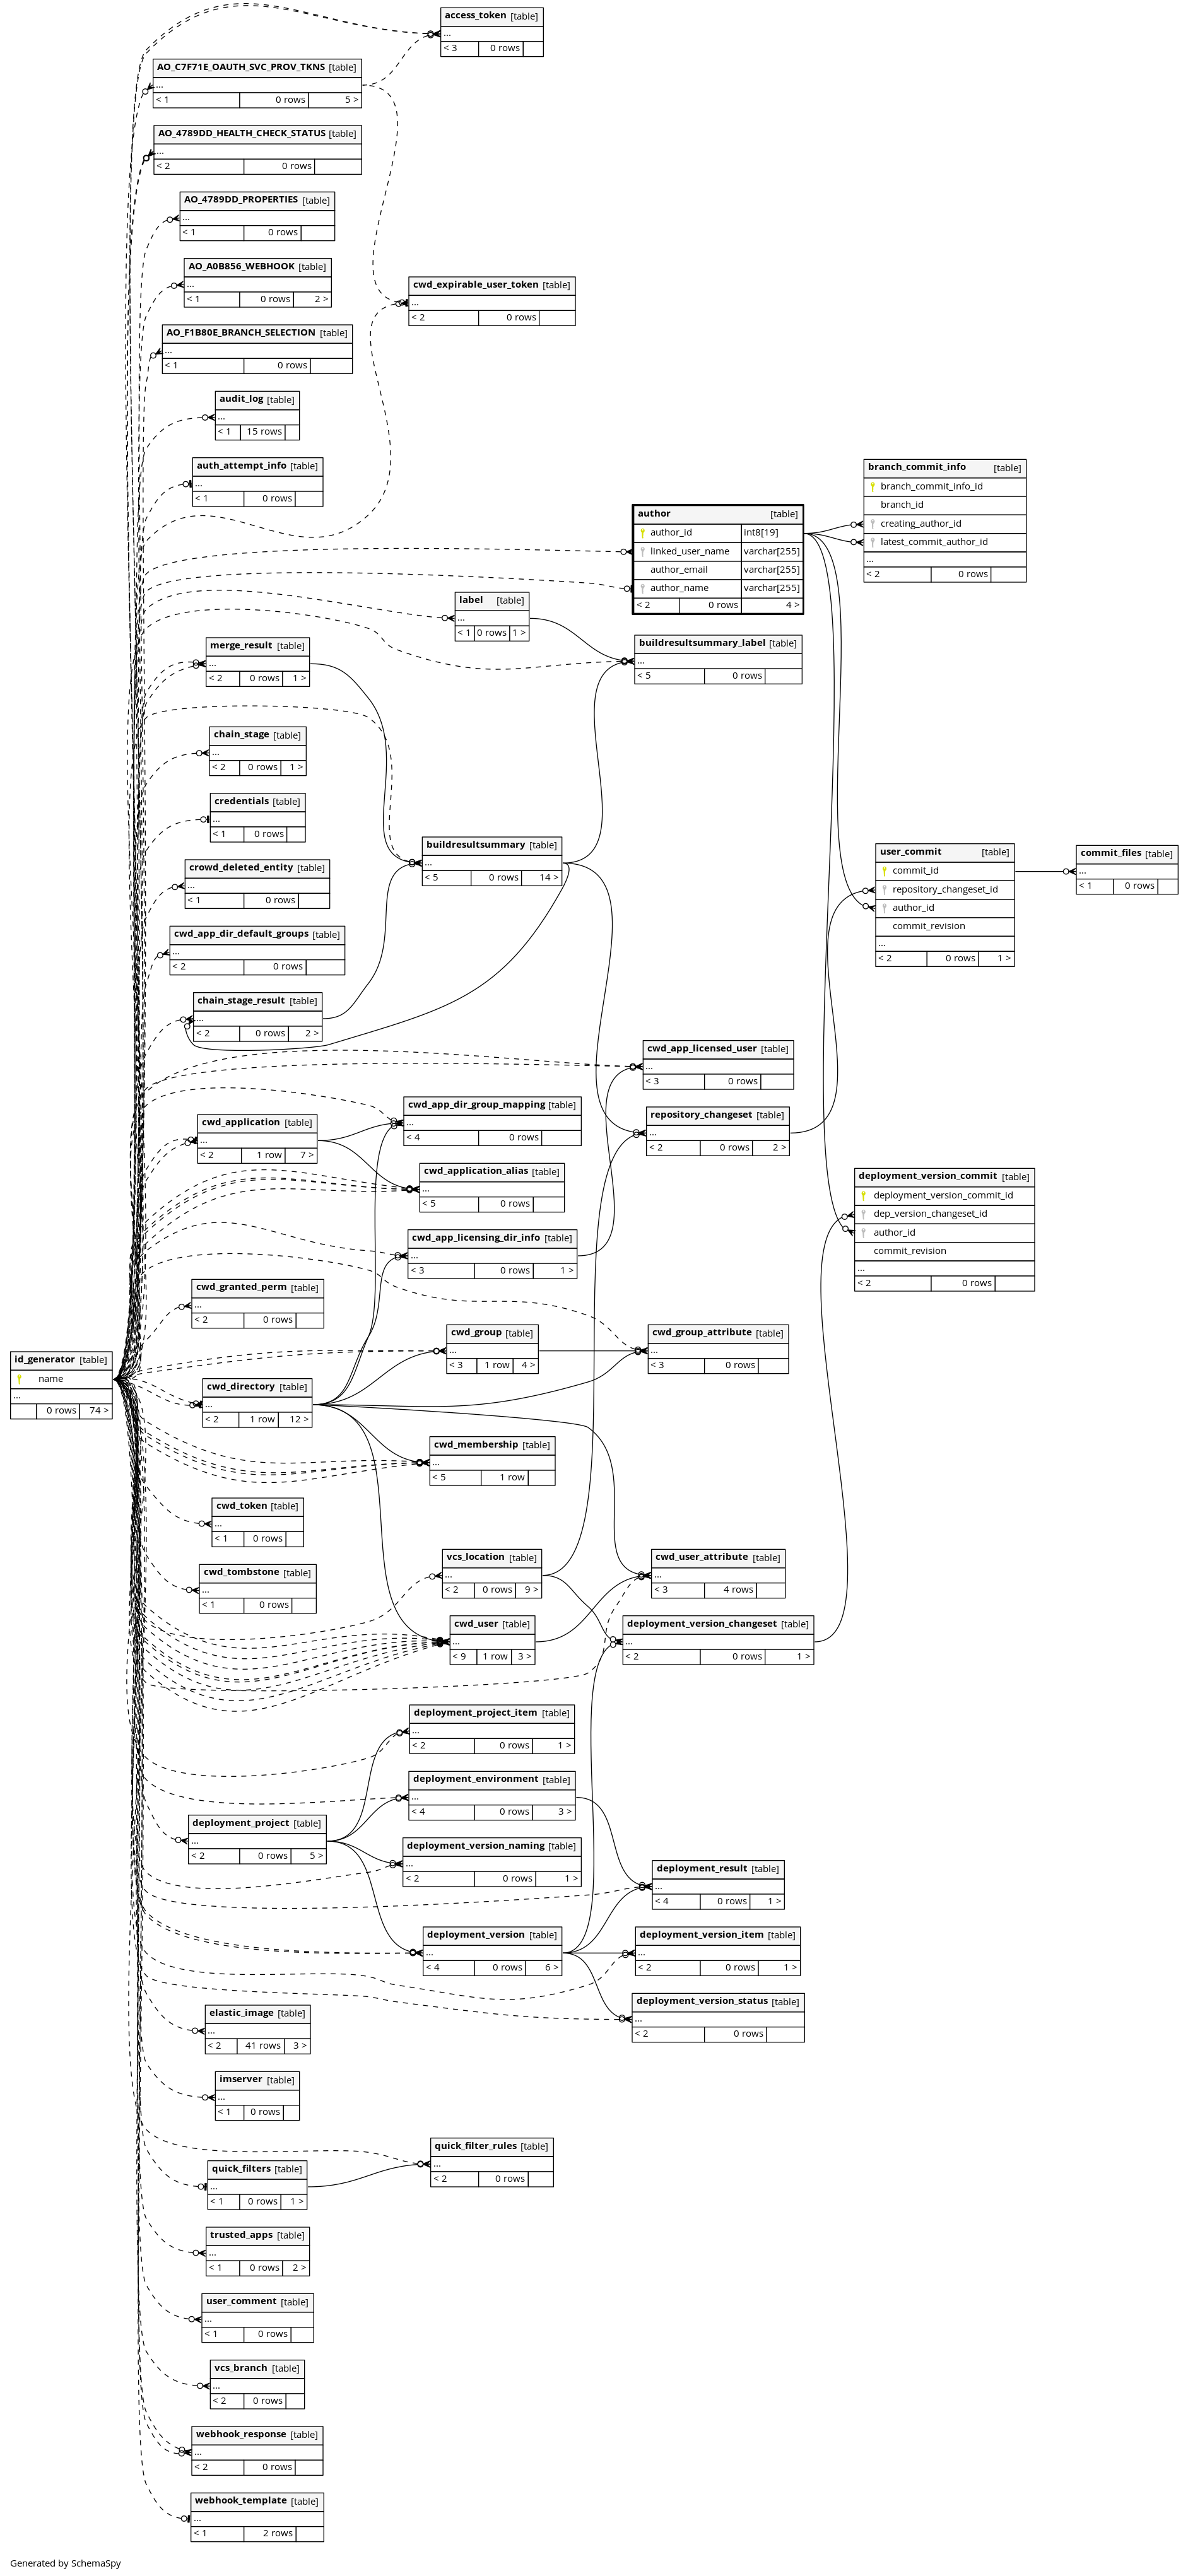 access_token [table]
...
< 3 0 rows
AO_C7F71E_OAUTH_SVC_PROV_TKNS [table]
...
< 1 0 rows 5 >
AO_4789DD_HEALTH_CHECK_STATUS [table]
...
< 2 0 rows
AO_4789DD_PROPERTIES [table]
...
< 1 0 rows
AO_A0B856_WEBHOOK [table]
...
< 1 0 rows 2 >
cwd_expirable_user_token [table]
...
< 2 0 rows
AO_F1B80E_BRANCH_SELECTION [table]
...
< 1 0 rows
audit_log [table]
...
< 1 15 rows
auth_attempt_info [table]
...
< 1 0 rows
branch_commit_info [table]
branch_commit_info_id
branch_id
creating_author_id
latest_commit_author_id
...
< 2 0 rows
author [table]
author_id int8[19]
linked_user_name varchar[255]
author_email varchar[255]
author_name varchar[255]
< 2 0 rows 4 >
label [table]
...
< 1 0 rows 1 >
buildresultsummary_label [table]
...
< 5 0 rows
merge_result [table]
...
< 2 0 rows 1 >
chain_stage [table]
...
< 2 0 rows 1 >
credentials [table]
...
< 1 0 rows
buildresultsummary [table]
...
< 5 0 rows 14 >
user_commit [table]
commit_id
repository_changeset_id
author_id
commit_revision
...
< 2 0 rows 1 >
commit_files [table]
...
< 1 0 rows
crowd_deleted_entity [table]
...
< 1 0 rows
cwd_app_dir_default_groups [table]
...
< 2 0 rows
chain_stage_result [table]
...
< 2 0 rows 2 >
cwd_app_licensed_user [table]
...
< 3 0 rows
cwd_app_dir_group_mapping [table]
...
< 4 0 rows
repository_changeset [table]
...
< 2 0 rows 2 >
cwd_application [table]
...
< 2 1 row 7 >
cwd_application_alias [table]
...
< 5 0 rows
deployment_version_commit [table]
deployment_version_commit_id
dep_version_changeset_id
author_id
commit_revision
...
< 2 0 rows
cwd_app_licensing_dir_info [table]
...
< 3 0 rows 1 >
cwd_granted_perm [table]
...
< 2 0 rows
cwd_group [table]
...
< 3 1 row 4 >
cwd_group_attribute [table]
...
< 3 0 rows
id_generator [table]
name
...
0 rows 74 >
cwd_directory [table]
...
< 2 1 row 12 >
cwd_membership [table]
...
< 5 1 row
cwd_token [table]
...
< 1 0 rows
vcs_location [table]
...
< 2 0 rows 9 >
cwd_user_attribute [table]
...
< 3 4 rows
cwd_tombstone [table]
...
< 1 0 rows
cwd_user [table]
...
< 9 1 row 3 >
deployment_version_changeset [table]
...
< 2 0 rows 1 >
deployment_project_item [table]
...
< 2 0 rows 1 >
deployment_environment [table]
...
< 4 0 rows 3 >
deployment_project [table]
...
< 2 0 rows 5 >
deployment_version_naming [table]
...
< 2 0 rows 1 >
deployment_result [table]
...
< 4 0 rows 1 >
deployment_version [table]
...
< 4 0 rows 6 >
deployment_version_item [table]
...
< 2 0 rows 1 >
deployment_version_status [table]
...
< 2 0 rows
elastic_image [table]
...
< 2 41 rows 3 >
imserver [table]
...
< 1 0 rows
quick_filter_rules [table]
...
< 2 0 rows
quick_filters [table]
...
< 1 0 rows 1 >
trusted_apps [table]
...
< 1 0 rows 2 >
user_comment [table]
...
< 1 0 rows
vcs_branch [table]
...
< 2 0 rows
webhook_response [table]
...
< 2 0 rows
webhook_template [table]
...
< 1 2 rows
Generated by SchemaSpy